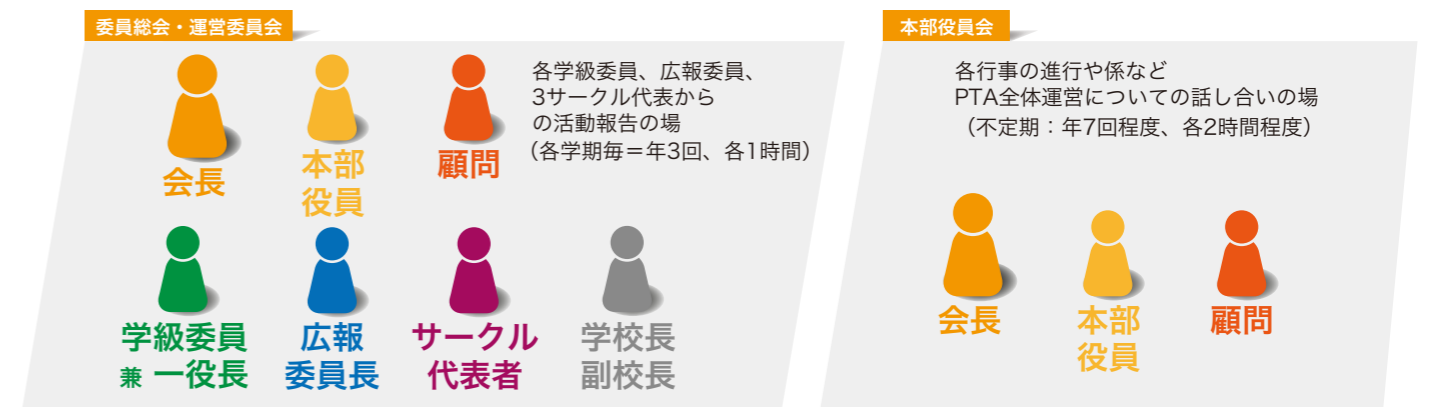 委員総会・運営委員会
各学級委員、広報委員、
3サークル代表から
の活動報告の場
（各学期毎＝年3回、各1時間）
会長
本部
役員
顧問
学級委員
兼 一役長
広報
委員長
サークル
代表者
学校長
副校長
本部役員会
各行事の進行や係など
PTA全体運営についての話し合いの場
（不定期：年7回程度、各2時間程度）
会長
本部
役員
顧問